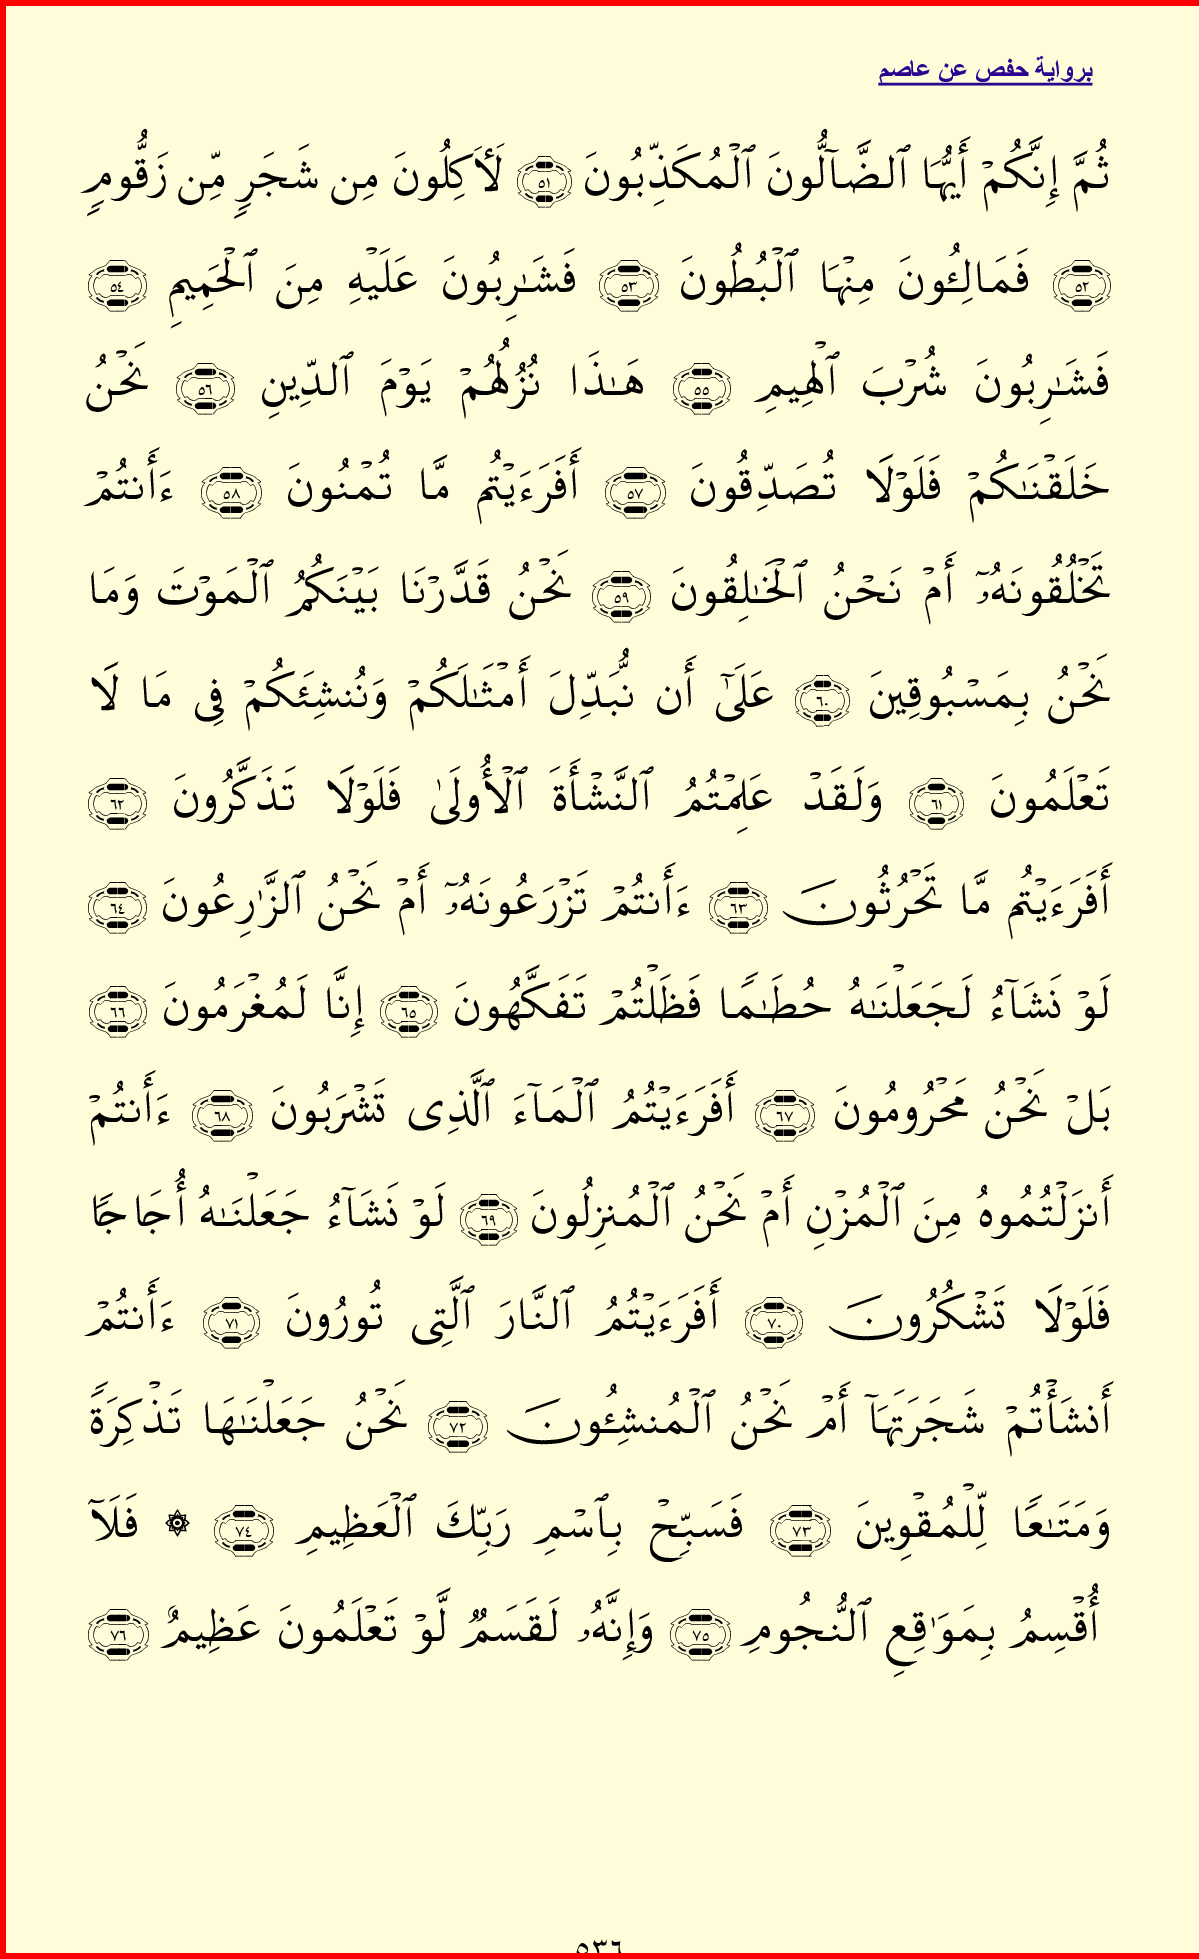 برواية حفص عن عاصم
ثُمَّ إِنَّكُمْ أَيُّهَا ٱلضَّآلُّونَ ٱلْمُكَذِّبُونَ ٥١ لَأٓكِلُونَ مِن شَجَرٍ مِّن زَقُّومٍ
٥٢ فَمَالِـُٔونَ مِنْهَا ٱلْبُطُونَ ٥٣ فَشَـٰرِبُونَ عَلَيْهِ مِنَ ٱلْحَمِيمِ ٥٤
فَشَـٰرِبُونَ شُرْبَ ٱلْهِيمِ ٥٥ هَـٰذَا نُزُلُهُمْ يَوْمَ ٱلدِّينِ ٥٦ نَحْنُ
خَلَقْنَـٰكُمْ فَلَوْلَا تُصَدِّقُونَ ٥٧ أَفَرَءَيْتُم مَّا تُمْنُونَ ٥٨ ءَأَنتُمْ
تَخْلُقُونَهُۥٓ أَمْ نَحْنُ ٱلْخَـٰلِقُونَ ٥٩ نَحْنُ قَدَّرْنَا بَيْنَكُمُ ٱلْمَوْتَ وَمَا
نَحْنُ بِمَسْبُوقِينَ ٦٠ عَلَىٰٓ أَن نُّبَدِّلَ أَمْثَـٰلَكُمْ وَنُنشِئَكُمْ فِى مَا لَا
تَعْلَمُونَ ٦١ وَلَقَدْ عَلِمْتُمُ ٱلنَّشْأَةَ ٱلْأُولَىٰ فَلَوْلَا تَذَكَّرُونَ ٦٢
أَفَرَءَيْتُم مَّا تَحْرُثُونَ ٦٣ ءَأَنتُمْ تَزْرَعُونَهُۥٓ أَمْ نَحْنُ ٱلزَّٰرِعُونَ ٦٤
لَوْ نَشَآءُ لَجَعَلْنَـٰهُ حُطَـٰمًا فَظَلْتُمْ تَفَكَّهُونَ ٦٥ إِنَّا لَمُغْرَمُونَ ٦٦
بَلْ نَحْنُ مَحْرُومُونَ ٦٧ أَفَرَءَيْتُمُ ٱلْمَآءَ ٱلَّذِى تَشْرَبُونَ ٦٨ ءَأَنتُمْ
أَنزَلْتُمُوهُ مِنَ ٱلْمُزْنِ أَمْ نَحْنُ ٱلْمُنزِلُونَ ٦٩ لَوْ نَشَآءُ جَعَلْنَـٰهُ أُجَاجًا
فَلَوْلَا تَشْكُرُونَ ٧٠ أَفَرَءَيْتُمُ ٱلنَّارَ ٱلَّتِى تُورُونَ ٧١ ءَأَنتُمْ
أَنشَأْتُمْ شَجَرَتَهَآ أَمْ نَحْنُ ٱلْمُنشِـُٔونَ ٧٢ نَحْنُ جَعَلْنَـٰهَا تَذْكِرَةً
وَمَتَـٰعًا لِّلْمُقْوِينَ ٧٣ فَسَبِّحْ بِٱسْمِ رَبِّكَ ٱلْعَظِيمِ ٧٤ ۞ فَلَآ
أُقْسِمُ بِمَوَٰقِعِ ٱلنُّجُومِ ٧٥ وَإِنَّهُۥ لَقَسَمٌ لَّوْ تَعْلَمُونَ عَظِيمٌ ٧٦
٥٣٦